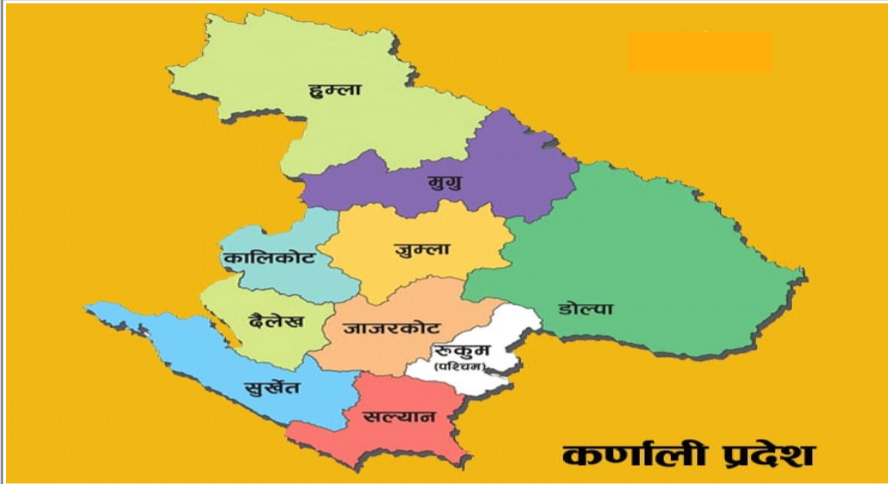 हुम्ला
मुगु
जुम्ला
कालिकोट
डोल्पा
दैलेख
जाजरकोट
रुकुम
(पश्चिम)
सुर्खेत
सल्यान
कर्णाली प्रदेश